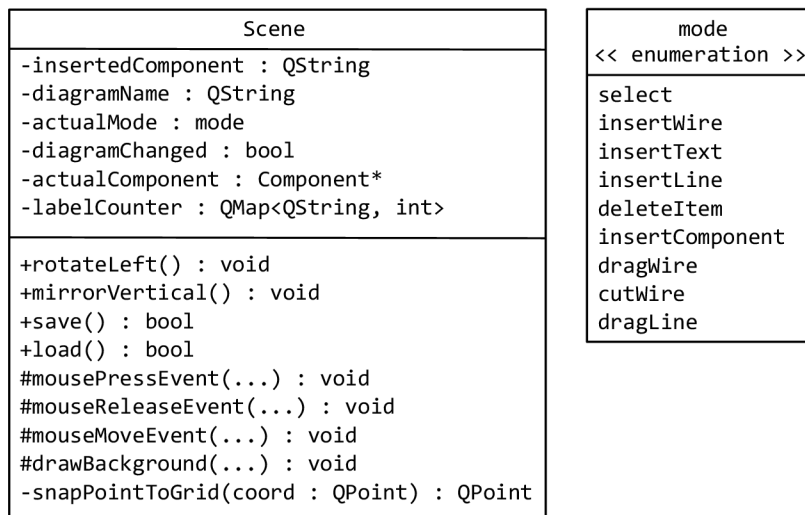 Scene
-insertedComponent : QString
-diagramName : QString
-actualMode : mode
-diagramChanged : bool
-actualComponent : Component*
-labelCounter : QMap<QString, int>
+rotateLeft() : void
+mirrorVertical() : void
+save() : bool
+load() : bool
#mousePressEvent(...) : void
#mouseReleaseEvent(...) : void
#mouseMoveEvent(...) : void
#drawBackground(...) : void
-snapPointToGrid(coord : QPoint) : QPoint
mode
<< enumeration >>
select
insertWire
insertText
insertLine
deleteItem
insertComponent
dragWire
cutWire
dragLine